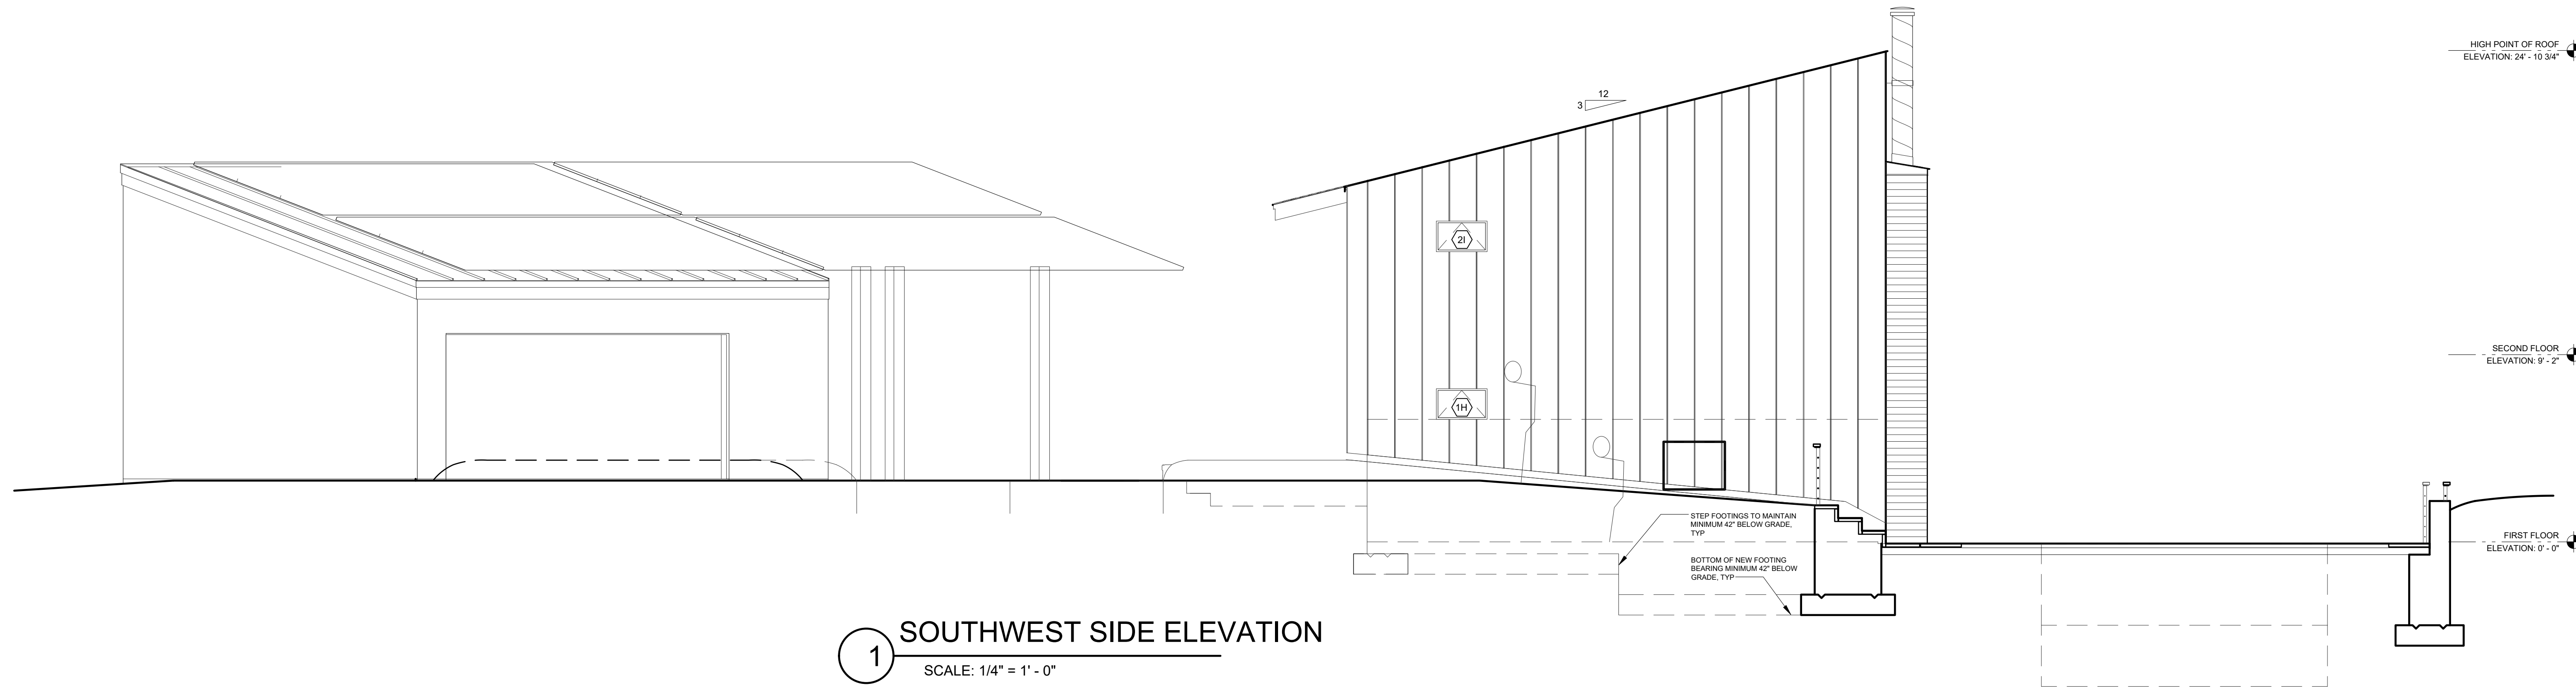 HIGH POINT OF ROOF
ELEVATION: 24' - 10 3/4"
12
3
2I
SECOND FLOOR
ELEVATION: 9' - 2"
1H
STEP FOOTINGS TO MAINTAIN
MINIMUM 42" BELOW GRADE,
TYP
FIRST FLOOR
ELEVATION: 0' - 0"
BOTTOM OF NEW FOOTING
BEARING MINIMUM 42" BELOW
GRADE, TYP
1
SOUTHWEST SIDE ELEVATION
SCALE: 1/4" = 1' - 0"